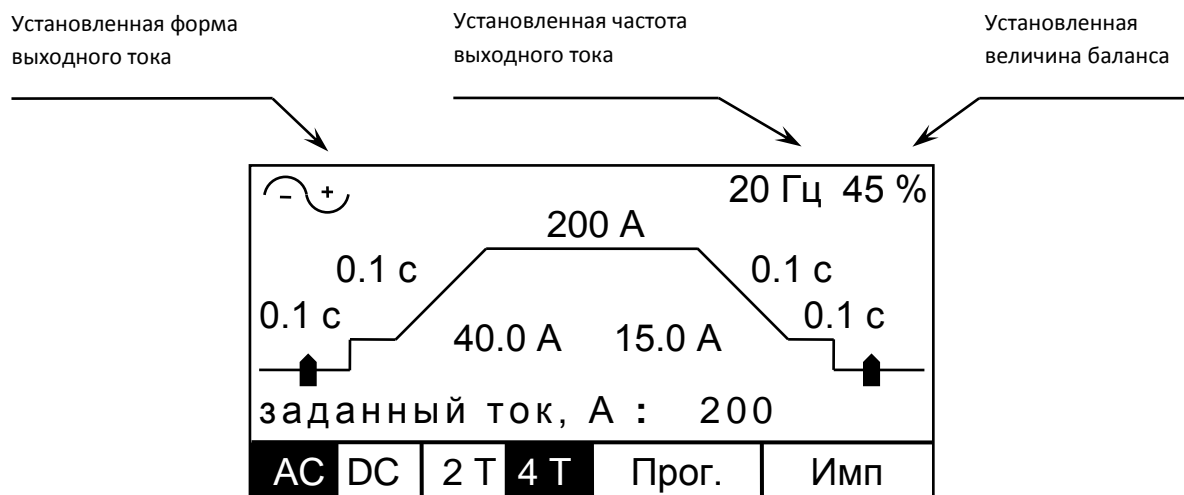 Установленная форма
выходного тока
Установленная частота
выходного тока
Установленная
величина баланса
- +
20 Гц 45 %
200 А
0.1 с
0.1 с
0.1 с
0.1 с
40.0 А
15.0 А
заданный ток, А : 200
AC DC 2 Т 4 Т Прог. Имп